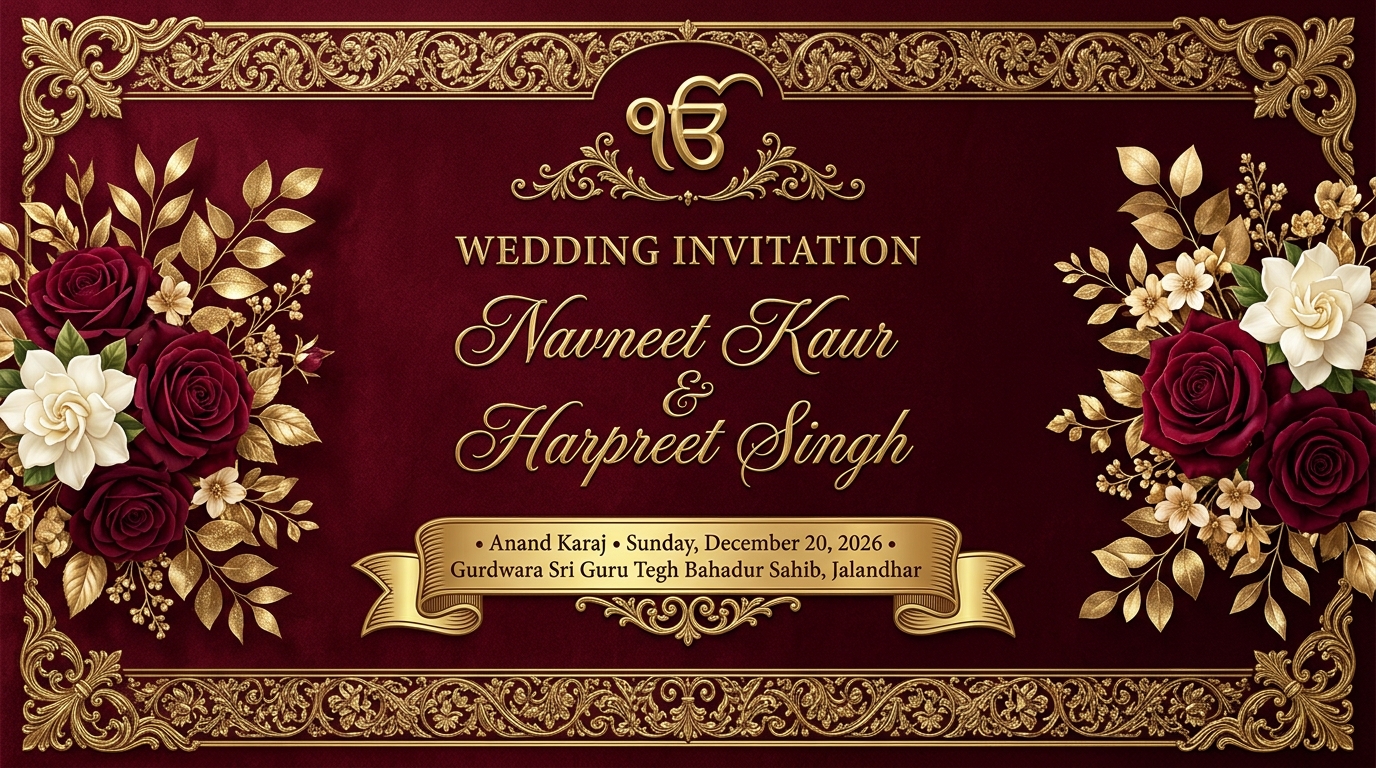 ੴ
WEDDING INVITATION
Navneet Kaur
&
Harpreet Singh
• Anand Karaj • Sunday, December 20, 2026 •
Gurdwara Sri Guru Tegh Bahadur Sahib, Jalandhar